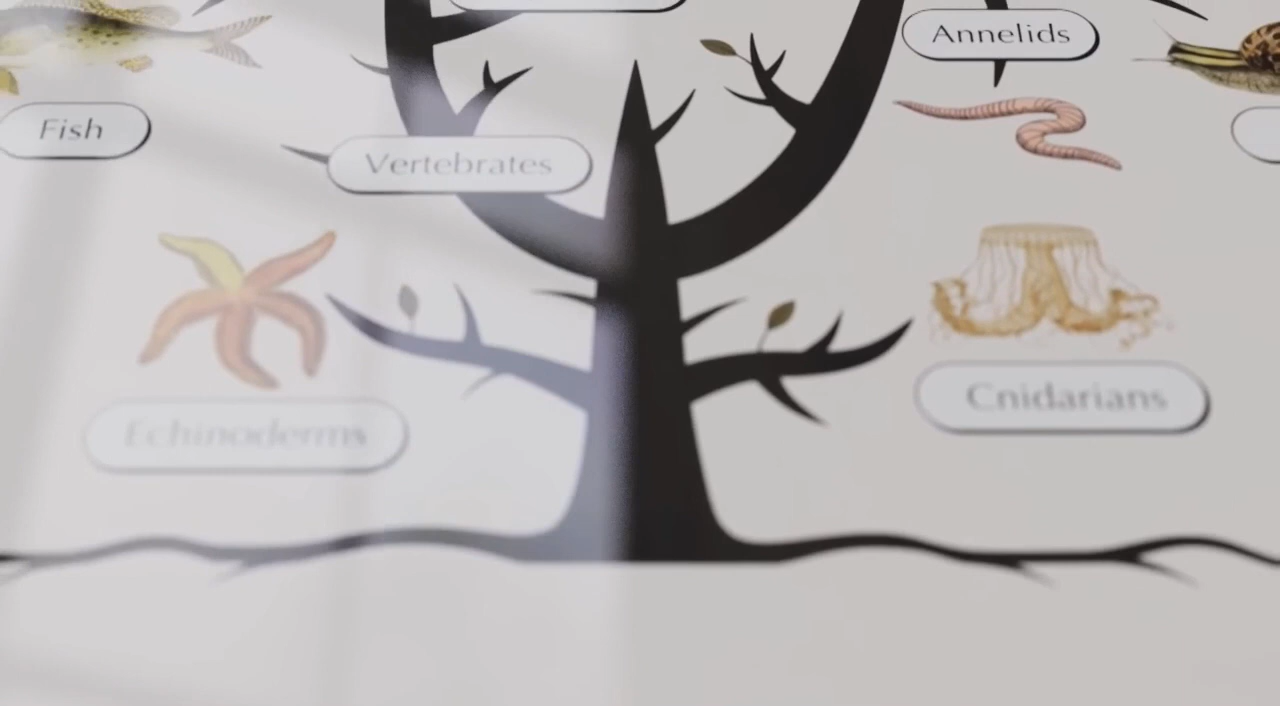 Annelids
Fish
Vertebrates
Cnidarians
Echinoderms